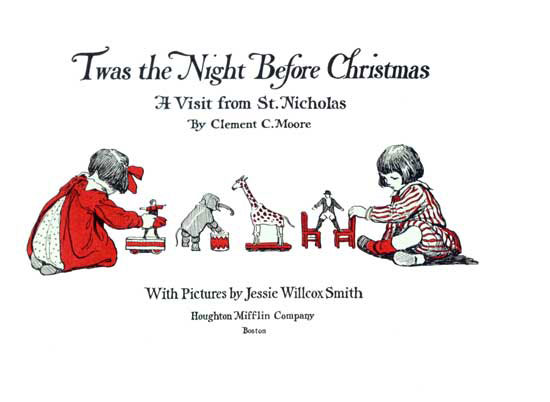 Twas the Night Before Christmas
A Visit from St. Nicholas
By Clement C. Moore
With Pictures by Jessie Willcox Smith
Houghton Mifflin Company
Boston